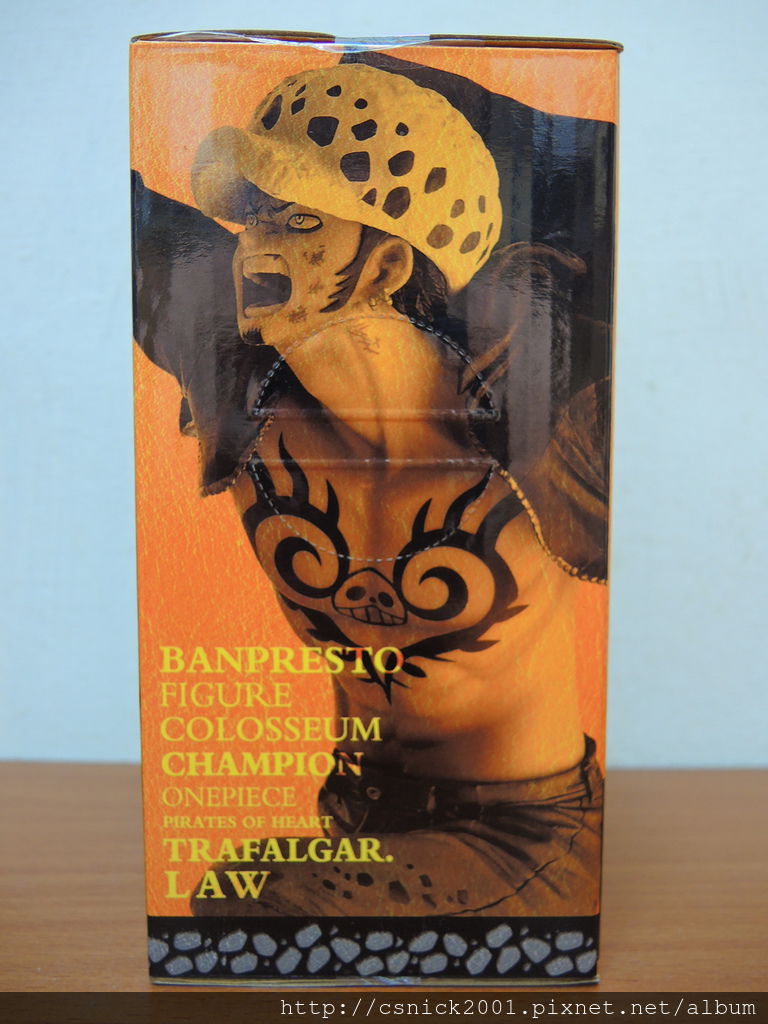 BANPRESTO
FIGURE
COLOSSEUM
CHAMPION
ONEPIECE
PIRATES OF HEART
TRAFALGAR.
LAW
http://csnick2001.pixnet.net/album